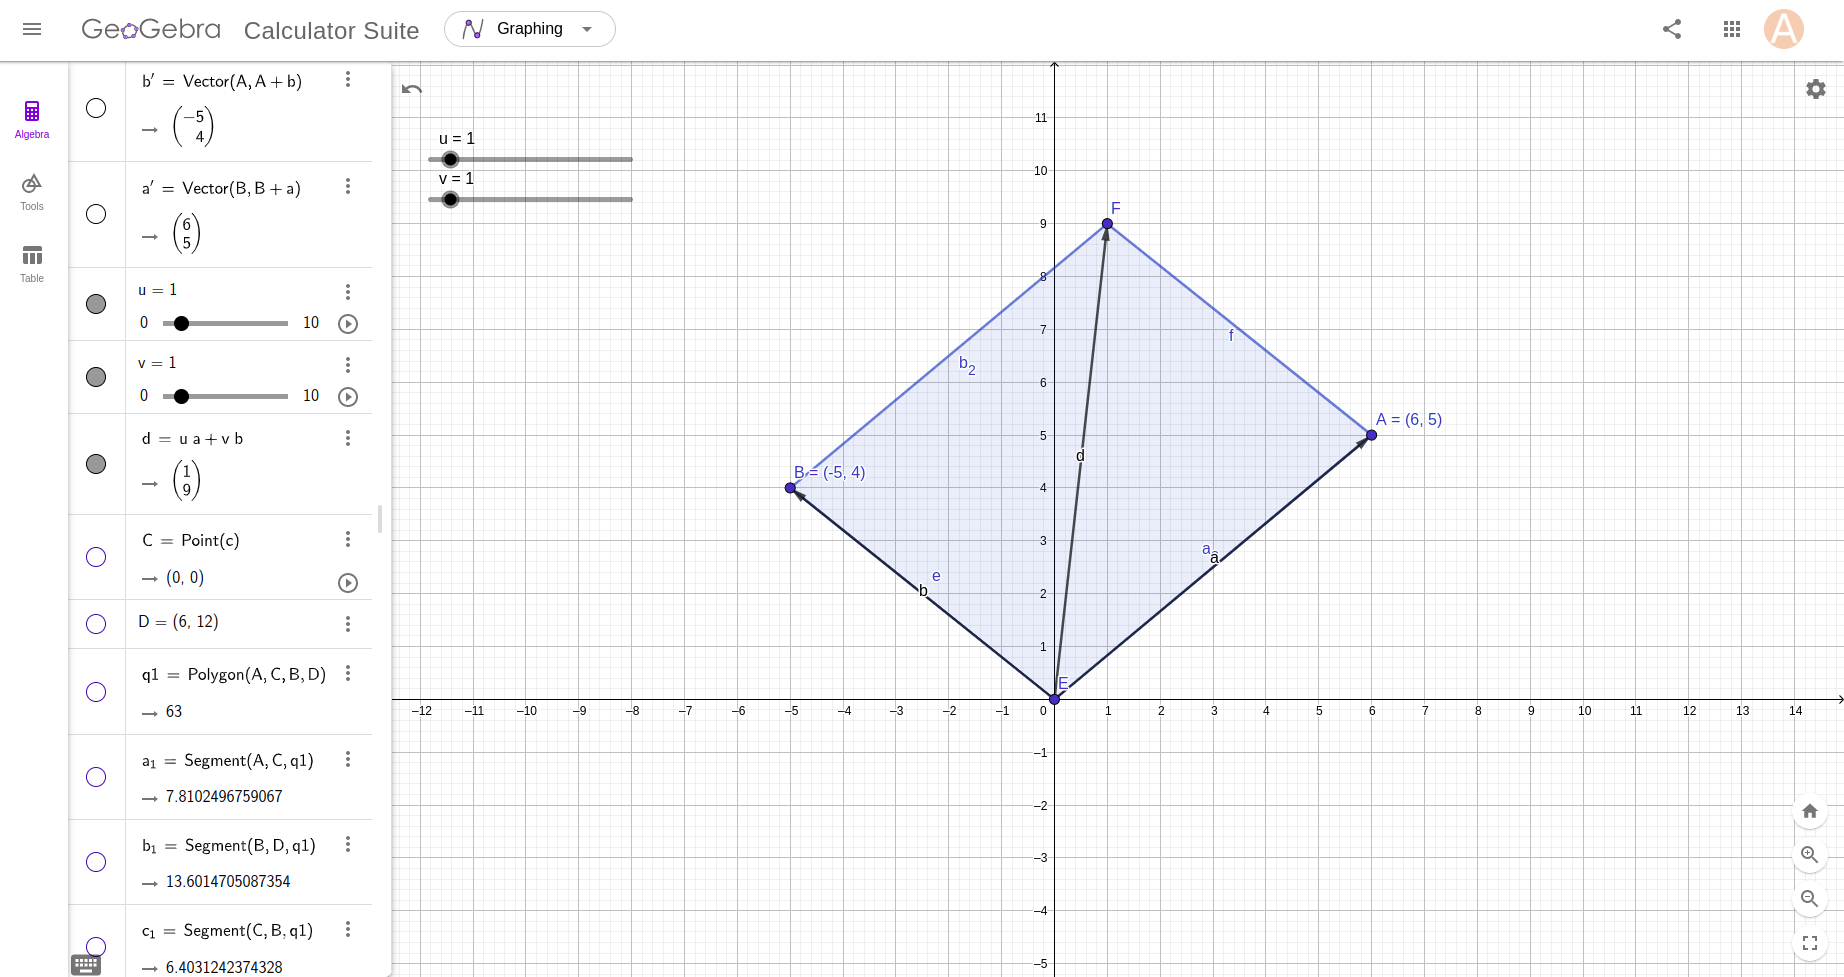 GeoGebra Calculator Suite Graphing A
Algebra
Tools
Table
b′ = Vector(A, A + b)
→ (−5
4)
a′ = Vector(B, B + a)
→ (6
5)
u = 1
0 10
v = 1
0 10
d = u a + v b
→ (1
9)
C = Point(c)
→ (0, 0)
D = (6, 12)
q1 = Polygon(A, C, B, D)
→ 63
a₁ = Segment(A, C, q1)
→ 7.8102496759067
b₁ = Segment(B, D, q1)
→ 13.6014705087354
c₁ = Segment(C, B, q1)
→ 6.4031242374328
u = 1
v = 1
F
f
b₂
A = (6, 5)
d
B = (-5, 4)
a
a
e
b
E
11
10
9
8
7
6
5
4
3
2
1
–12 –11 –10 –9 –8 –7 –6 –5 –4 –3 –2 –1 0 1 2 3 4 5 6 7 8 9 10 11 12 13 14
–1
–2
–3
–4
–5